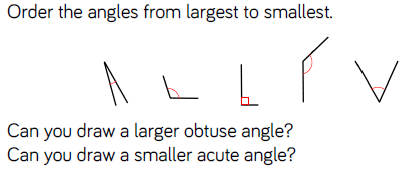 Order the angles from largest to smallest.
Can you draw a larger obtuse angle?
Can you draw a smaller acute angle?